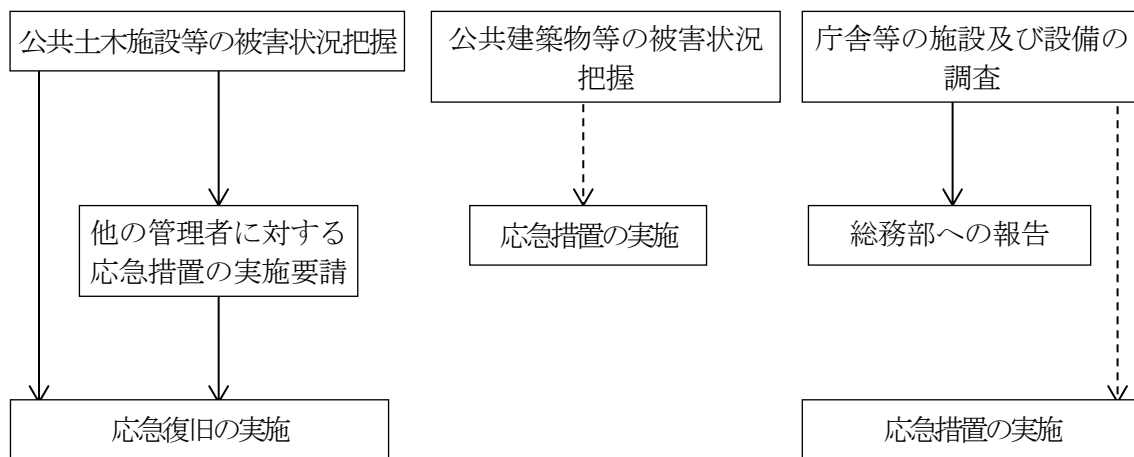 公共土木施設等の被害状況把握
公共建築物等の被害状況
把握
庁舎等の施設及び設備の
調査
他の管理者に対する
応急措置の実施要請
応急措置の実施
総務部への報告
応急復旧の実施
応急措置の実施